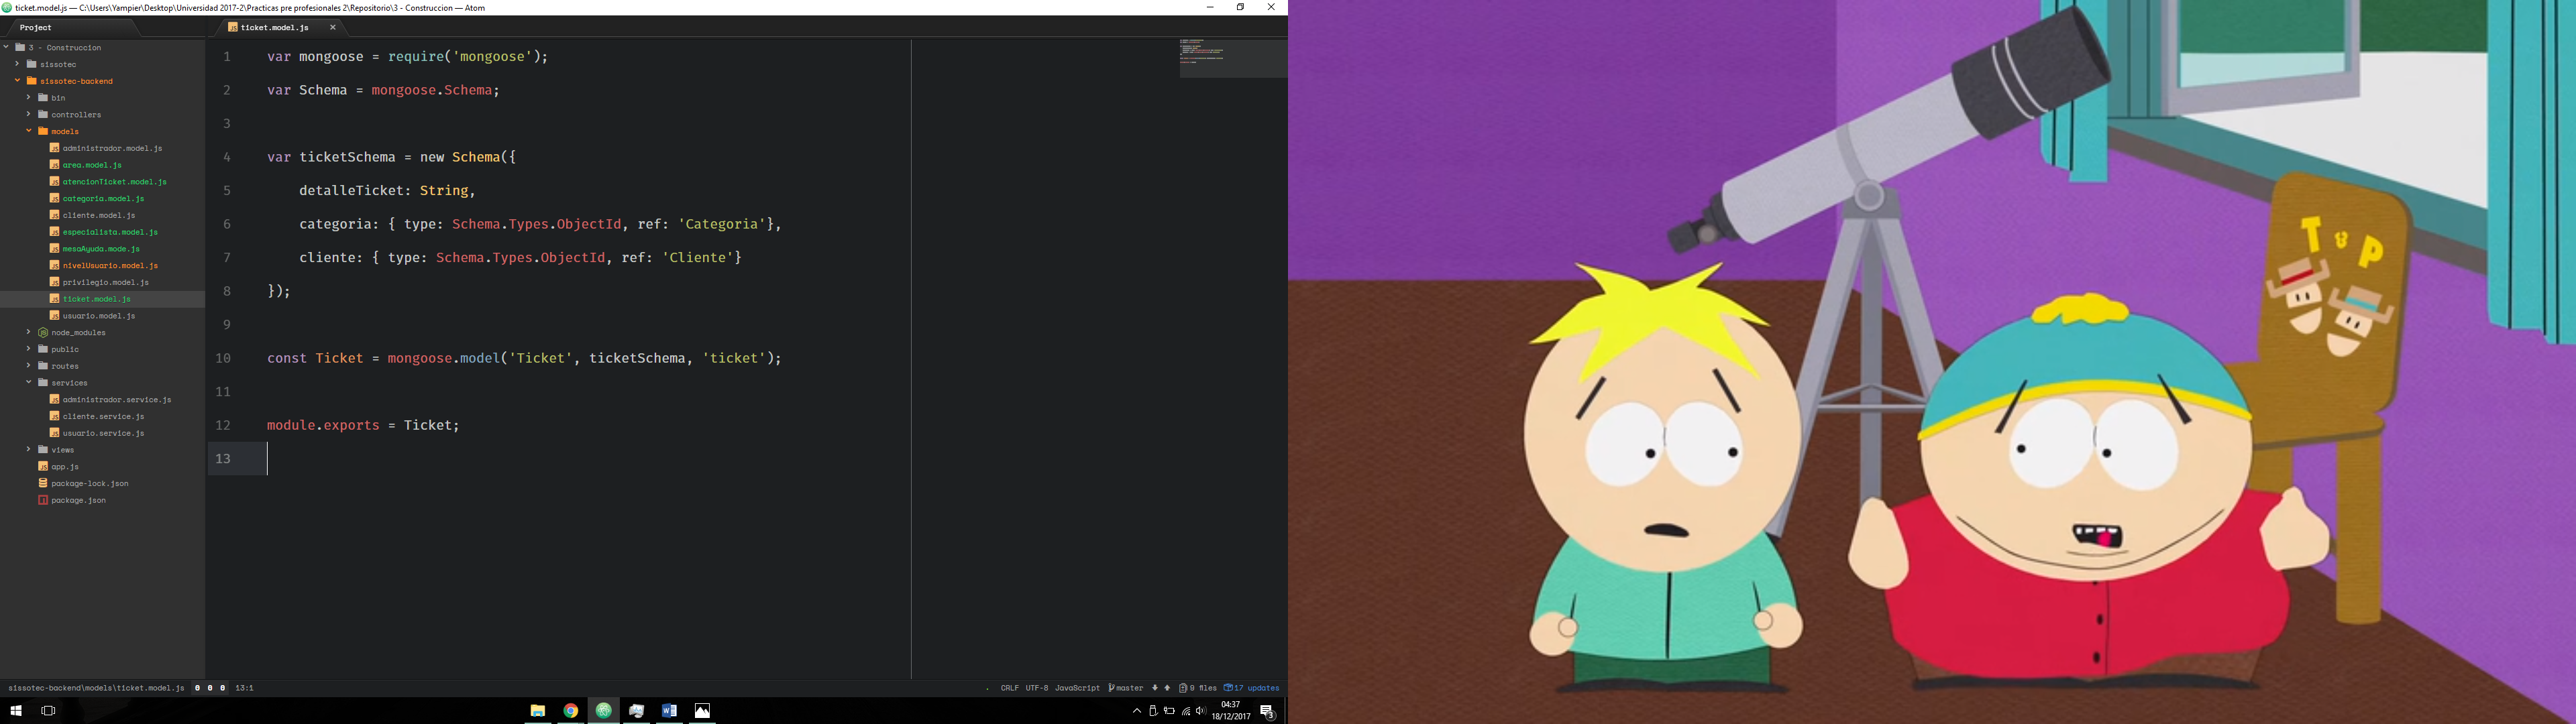 ticket.model.js — C:\Users\Yampier\Desktop\Universidad 2017-2\Practicas pre profesionales 2\Repositorio\3 - Construccion — Atom
Project
ticket.model.js
3 - Construccion
sissotec
sissotec-backend
bin
controllers
models
administrador.model.js
area.model.js
atencionTicket.model.js
categoria.model.js
cliente.model.js
especialista.model.js
mesaAyuda.mode.js
nivelUsuario.model.js
privilegio.model.js
ticket.model.js
usuario.model.js
node_modules
public
routes
services
administrador.service.js
cliente.service.js
usuario.service.js
views
app.js
package-lock.json
package.json
1 var mongoose = require('mongoose');
2 var Schema = mongoose.Schema;
3
4 var ticketSchema = new Schema({
5 detalleTicket: String,
6 categoria: { type: Schema.Types.ObjectId, ref: 'Categoria'},
7 cliente: { type: Schema.Types.ObjectId, ref: 'Cliente'}
8 });
9
10 const Ticket = mongoose.model('Ticket', ticketSchema, 'ticket');
11
12 module.exports = Ticket;
13
sissotec-backend\models\ticket.model.js 0 0 0 13:1
. CRLF UTF-8 JavaScript master 9 files 17 updates
04:37
18/12/2017
3
T & P